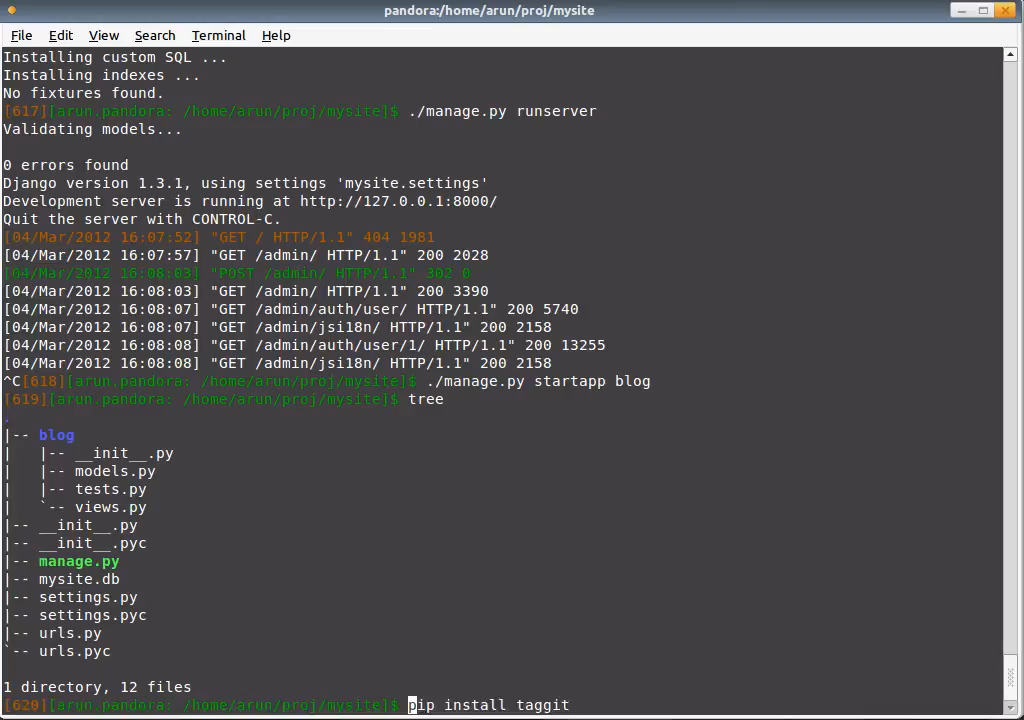 pandora:/home/arun/proj/mysite
File Edit View Search Terminal Help
Installing custom SQL ...
Installing indexes ...
No fixtures found.
[617][arun.pandora: /home/arun/proj/mysite]$ ./manage.py runserver
Validating models...
0 errors found
Django version 1.3.1, using settings 'mysite.settings'
Development server is running at http://127.0.0.1:8000/
Quit the server with CONTROL-C.
[04/Mar/2012 16:07:52] "GET / HTTP/1.1" 404 1981
[04/Mar/2012 16:07:57] "GET /admin/ HTTP/1.1" 200 2028
[04/Mar/2012 16:08:03] "POST /admin/ HTTP/1.1" 302 0
[04/Mar/2012 16:08:03] "GET /admin/ HTTP/1.1" 200 3390
[04/Mar/2012 16:08:07] "GET /admin/auth/user/ HTTP/1.1" 200 5740
[04/Mar/2012 16:08:07] "GET /admin/jsi18n/ HTTP/1.1" 200 2158
[04/Mar/2012 16:08:08] "GET /admin/auth/user/1/ HTTP/1.1" 200 13255
[04/Mar/2012 16:08:08] "GET /admin/jsi18n/ HTTP/1.1" 200 2158
^C[618][arun.pandora: /home/arun/proj/mysite]$ ./manage.py startapp blog
[619][arun.pandora: /home/arun/proj/mysite]$ tree
.
|-- blog
|   |-- __init__.py
|   |-- models.py
|   |-- tests.py
|   `-- views.py
|-- __init__.py
|-- __init__.pyc
|-- manage.py
|-- mysite.db
|-- settings.py
|-- settings.pyc
|-- urls.py
`-- urls.pyc
1 directory, 12 files
[620][arun.pandora: /home/arun/proj/mysite]$ pip install taggit